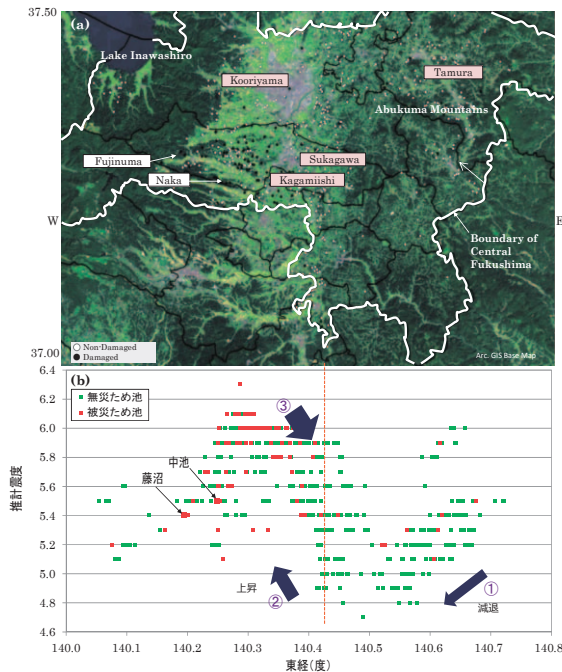 37.50
(a)
Lake Inawashiro
Kooriyama
Tamura
Abukuma Mountains
Fujinuma
Sukagawa
Naka
Kagamiishi
W
E
Boundary of
Central
Fukushima
Non-Damaged
Damaged
37.00
Arc. GIS Base Map
(b)
無災ため池
被災ため池
③
中池
藤沼
上昇
②
①
減退
推計震度
6.4
6.2
6.0
5.8
5.6
5.4
5.2
5.0
4.8
4.6
140.0 140.1 140.2 140.3 140.4 140.5 140.6 140.7 140.8
東経(度)